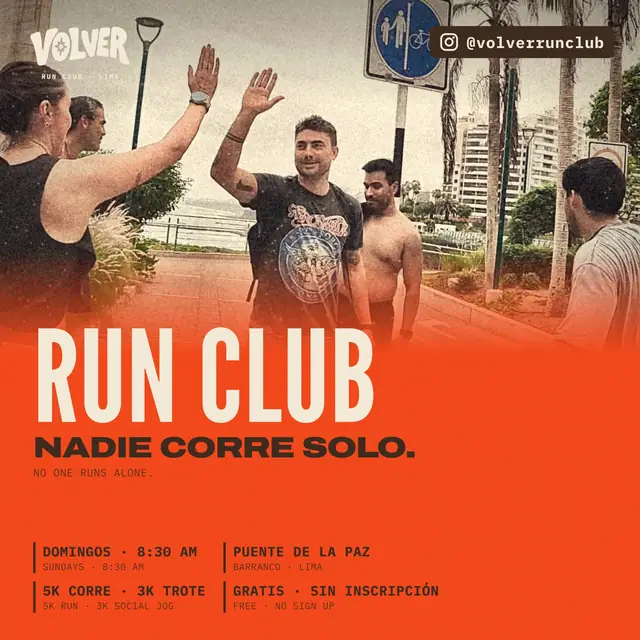 VOLVER
RUN CLUB · LIMA
@volverrunclub
RUN CLUB
NADIE CORRE SOLO.
NO ONE RUNS ALONE.
DOMINGOS · 8:30 AM
SUNDAYS · 8:30 AM
PUENTE DE LA PAZ
BARRANCO · LIMA
5K CORRE · 3K TROTE
5K RUN · 3K SOCIAL JOG
GRATIS · SIN INSCRIPCIÓN
FREE · NO SIGN UP